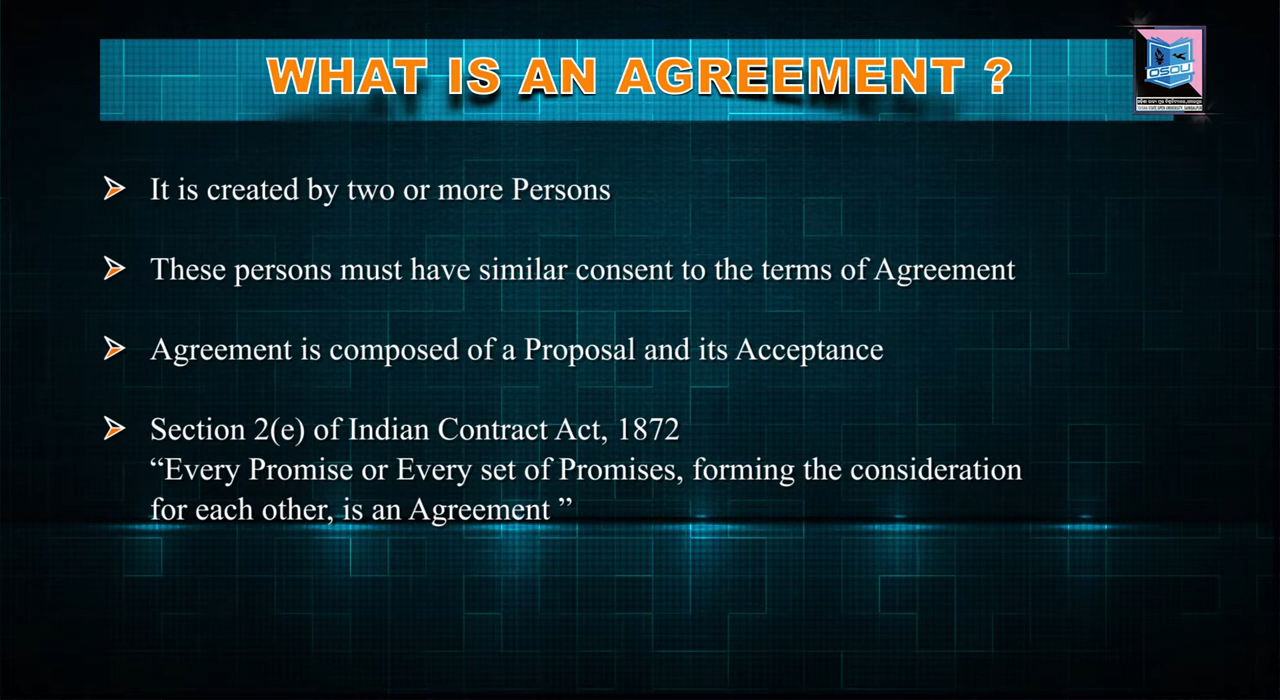 WHAT IS AN AGREEMENT ?
OSOU
It is created by two or more Persons
These persons must have similar consent to the terms of Agreement
Agreement is composed of a Proposal and its Acceptance
Section 2(e) of Indian Contract Act, 1872
“Every Promise or Every set of Promises, forming the consideration
for each other, is an Agreement ”